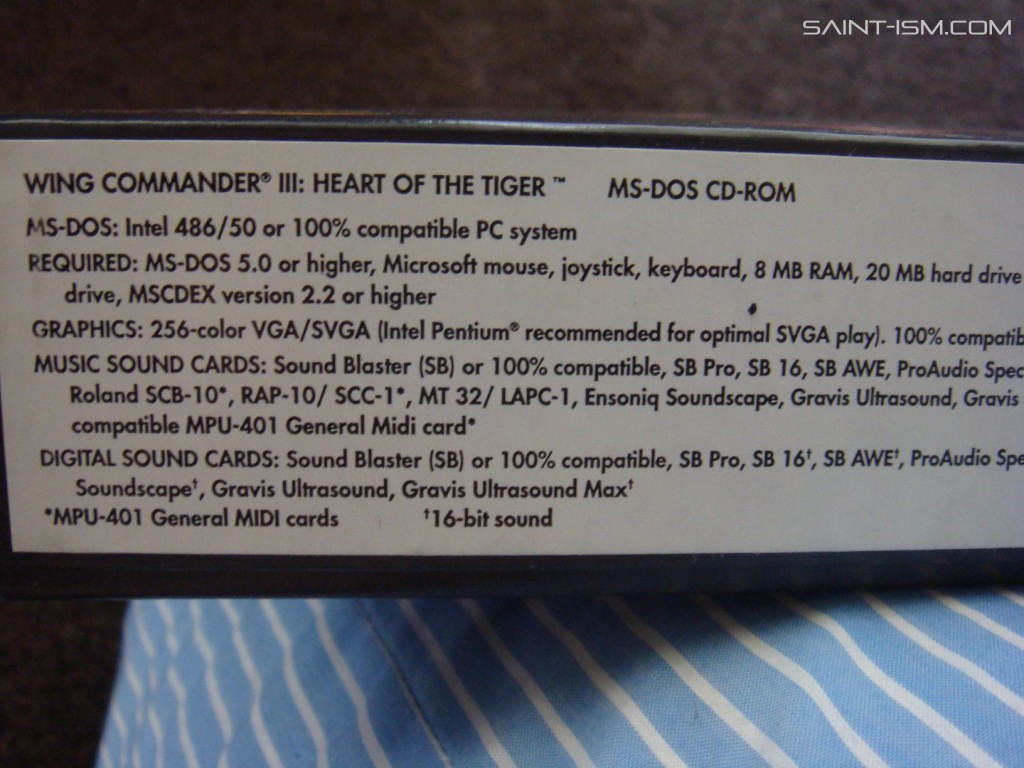 SAINT-ISM.COM
WING COMMANDER® III: HEART OF THE TIGER™ MS-DOS CD-ROM
MS-DOS: Intel 486/50 or 100% compatible PC system
REQUIRED: MS-DOS 5.0 or higher, Microsoft mouse, joystick, keyboard, 8 MB RAM, 20 MB hard drive
drive, MSCDEX version 2.2 or higher
GRAPHICS: 256-color VGA/SVGA (Intel Pentium® recommended for optimal SVGA play). 100%
MUSIC SOUND CARDS: Sound Blaster (SB) or 100% compatible, SB Pro, SB 16, SB AWE, ProAudio
Roland SCB-10*, RAP-10/ SCC-1*, MT 32/ LAPC-1, Ensoniq Soundscape, Gravis Ultrasound, Gravis
compatible MPU-401 General Midi card*
DIGITAL SOUND CARDS: Sound Blaster (SB) or 100% compatible, SB Pro, SB 16†, SB AWE†, ProAudio
Soundscape†, Gravis Ultrasound, Gravis Ultrasound Max†
*MPU-401 General MIDI cards †16-bit sound